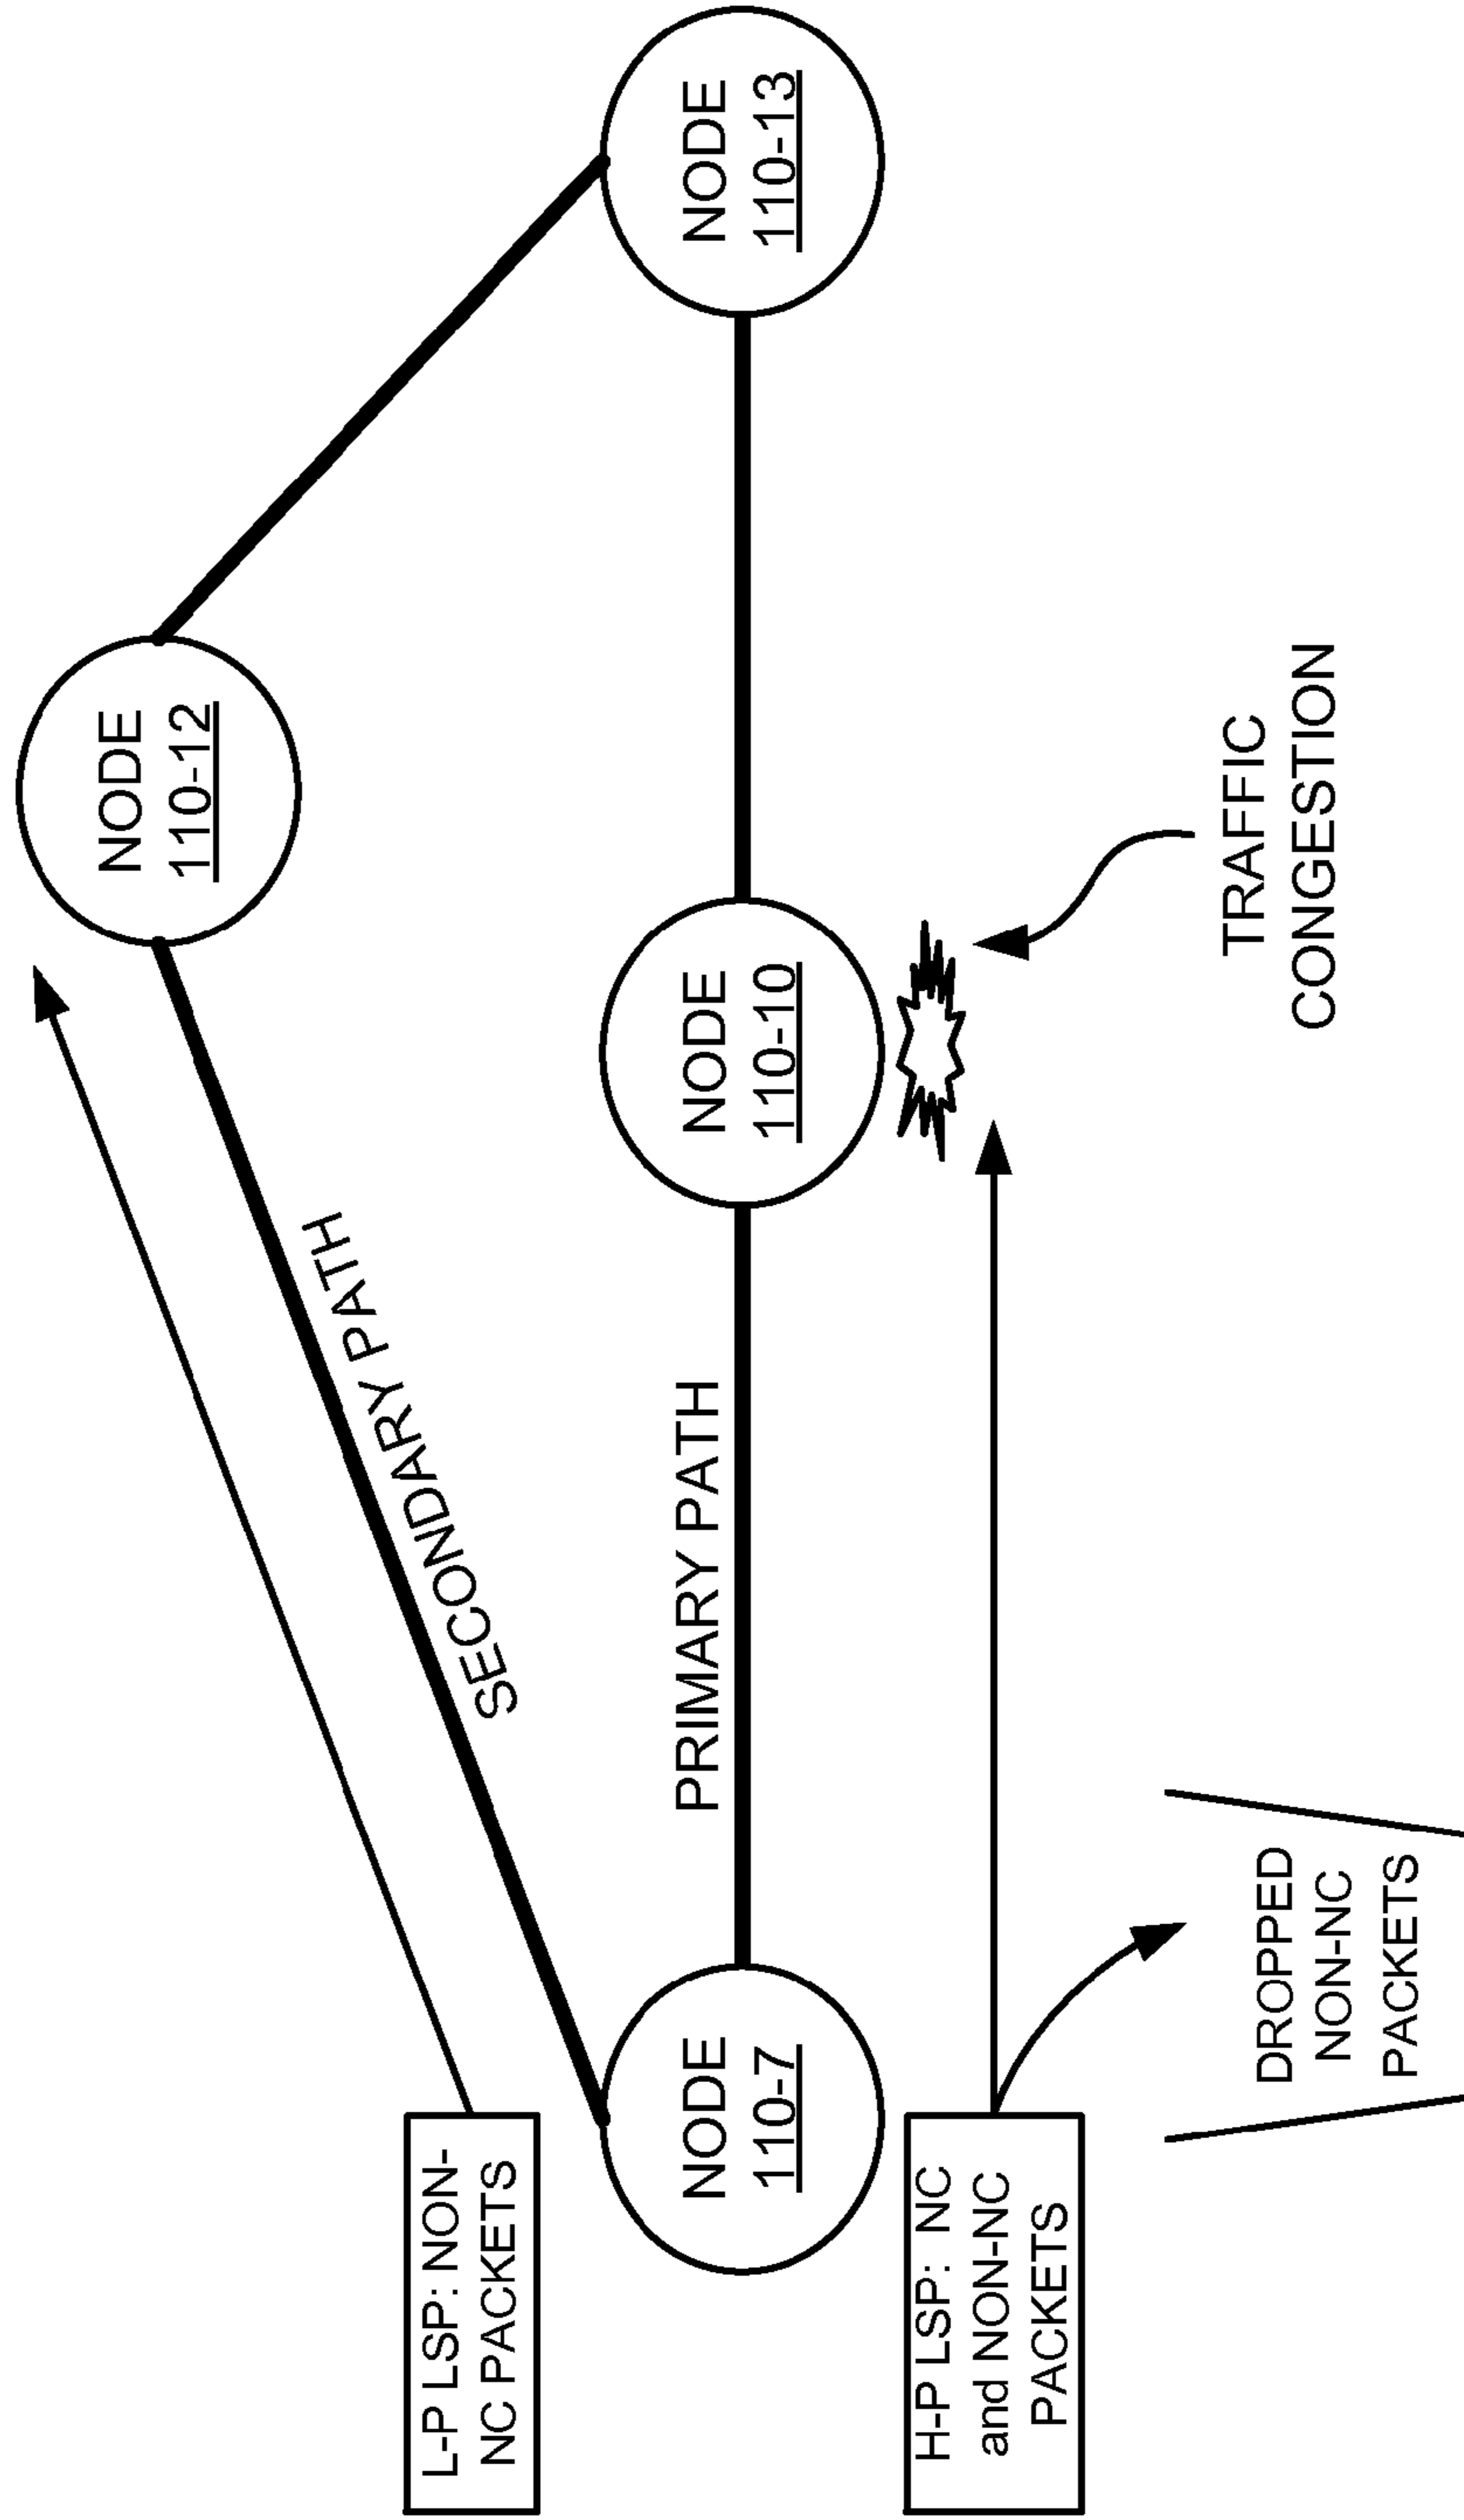 L-P LSP: NON-
NC PACKETS
NODE
110-12
SECONDARY PATH
NODE
110-7
PRIMARY PATH
NODE
110-10
NODE
110-13
H-P LSP: NC
and NON-NC
PACKETS
DROPPED
NON-NC
PACKETS
TRAFFIC
CONGESTION